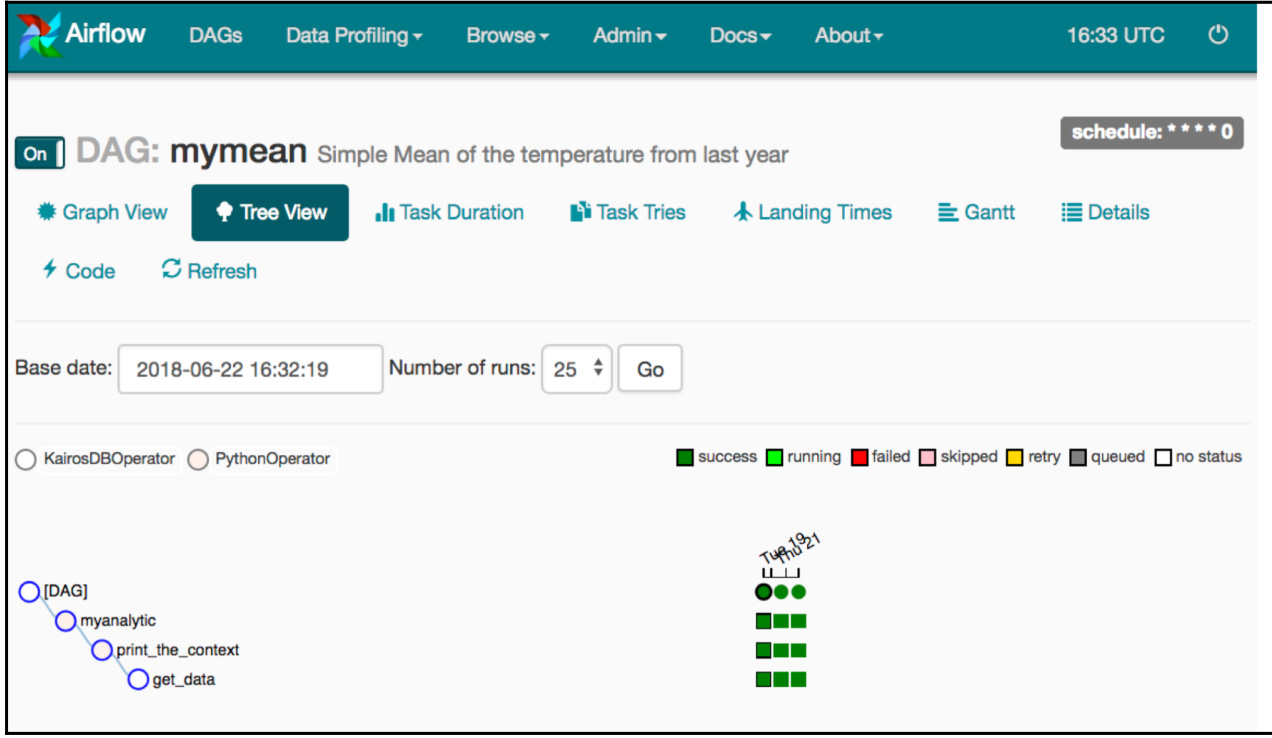 Airflow DAGs Data Profiling Browse Admin Docs About 16:33 UTC
schedule: * * * * 0
On DAG: mymean Simple Mean of the temperature from last year
Graph View Tree View Task Duration Task Tries Landing Times Gantt Details
Code Refresh
Base date: 2018-06-22 16:32:19 Number of runs: 25 Go
KairosDBOperator PythonOperator success running failed skipped retry queued no status
Tue 19 Thu 21
[DAG]
myanalytic
print_the_context
get_data